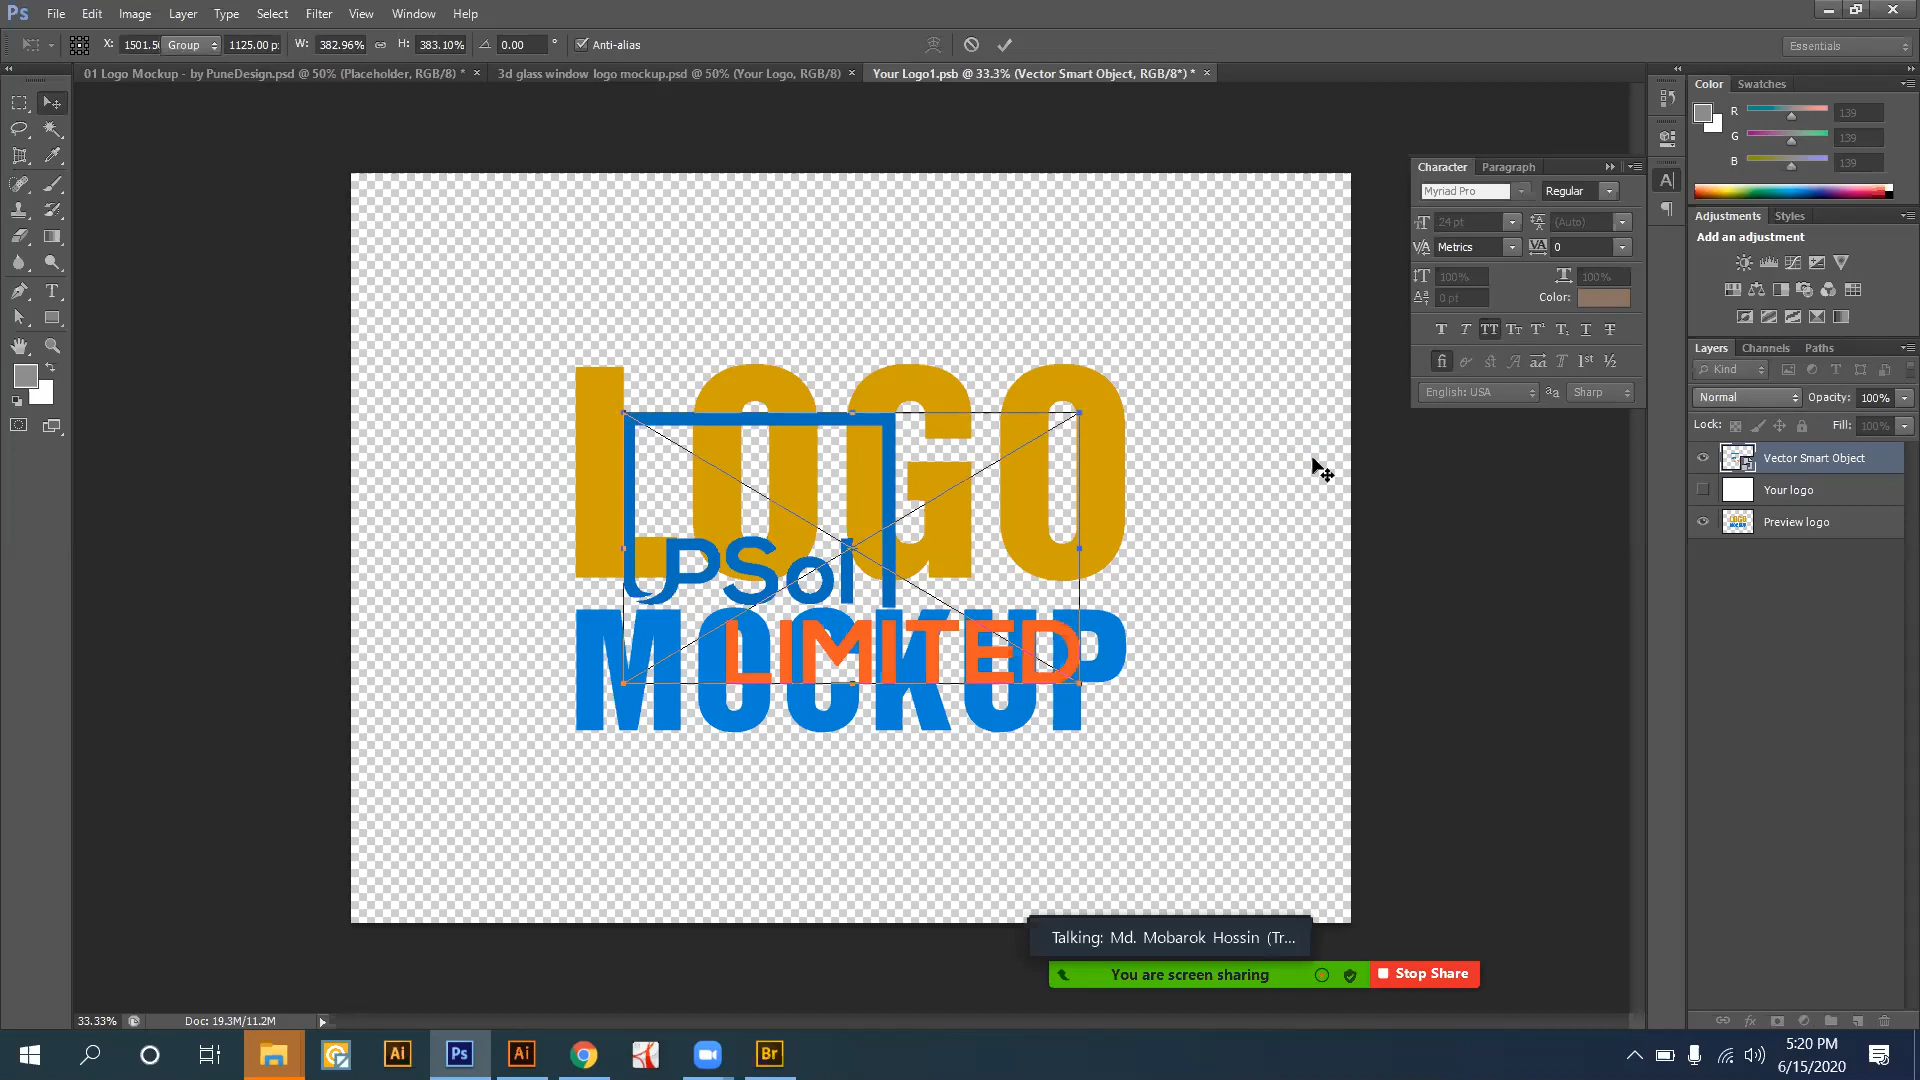 Ps File Edit Image Layer Type Select Filter View Window Help
X: 1501.50 Group 1125.00 p: W: 382.96% H: 383.10% 0.00 ° Anti-alias Essentials
01 Logo Mockup - by PuneDesign.psd @ 50% (Placeholder, RGB/8) * × 3d glass window logo mockup.psd @ 50% (Your Logo, RGB/8) × Your Logo1.psb @ 33.3% (Vector Smart Object, RGB/8*) * ×
Color Swatches
R 139
G 139
B 139
Character Paragraph
Myriad Pro Regular
24 pt (Auto)
Metrics 0
100% 100%
0 pt Color:
English: USA Sharp
Adjustments Styles
Add an adjustment
Layers Channels Paths
Kind
Normal Opacity: 100%
Lock: Fill: 100%
Vector Smart Object
Your logo
Preview logo
LOGO
UPSol
LIMITED
MOCKUP
Talking: Md. Mobarok Hossin (Tr...
You are screen sharing Stop Share
33.33% Doc: 19.3M/11.2M
Ai Ps Ai Br
5:20 PM
6/15/2020